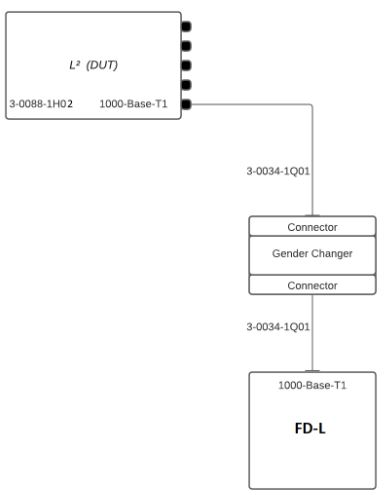 L² (DUT)
3-0088-1H02 1000-Base-T1
3-0034-1Q01
Connector
Gender Changer
Connector
3-0034-1Q01
1000-Base-T1
FD-L